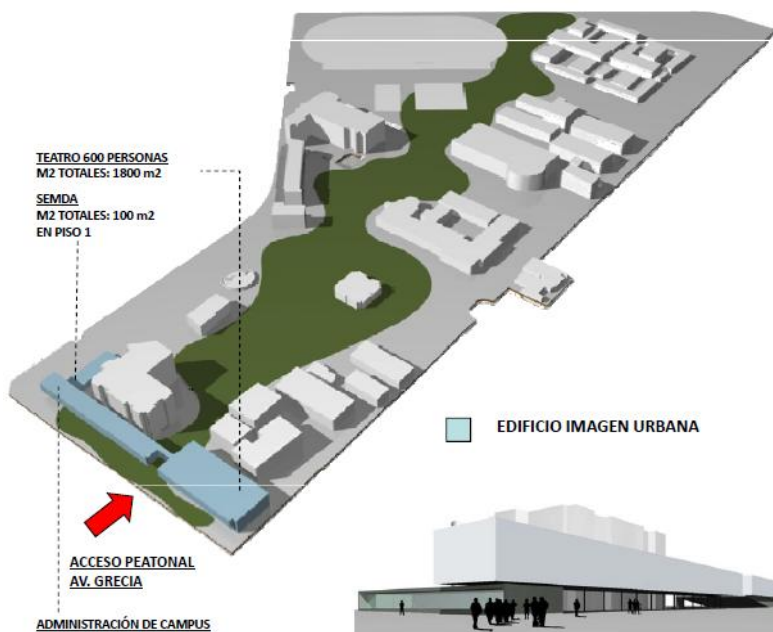 TEATRO 600 PERSONAS
M2 TOTALES: 1800 m2
SEMDA
M2 TOTALES: 100 m2
EN PISO 1
EDIFICIO IMAGEN URBANA
ACCESO PEATONAL
AV. GRECIA
ADMINISTRACIÓN DE CAMPUS